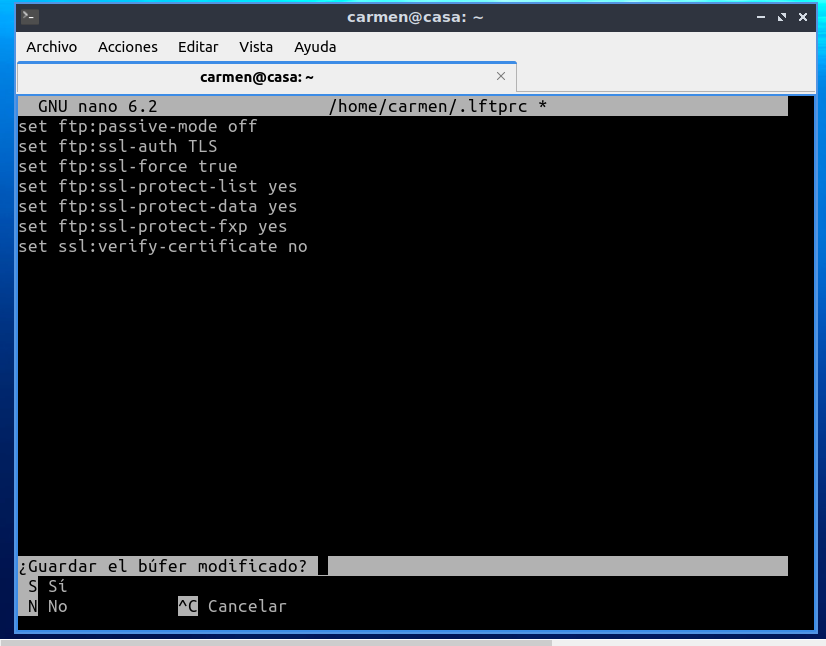 carmen@casa: ~
Archivo Acciones Editar Vista Ayuda
carmen@casa: ~
GNU nano 6.2 /home/carmen/.lftprc *
set ftp:passive-mode off
set ftp:ssl-auth TLS
set ftp:ssl-force true
set ftp:ssl-protect-list yes
set ftp:ssl-protect-data yes
set ftp:ssl-protect-fxp yes
set ssl:verify-certificate no
¿Guardar el búfer modificado?
S Sí
N No ^C Cancelar